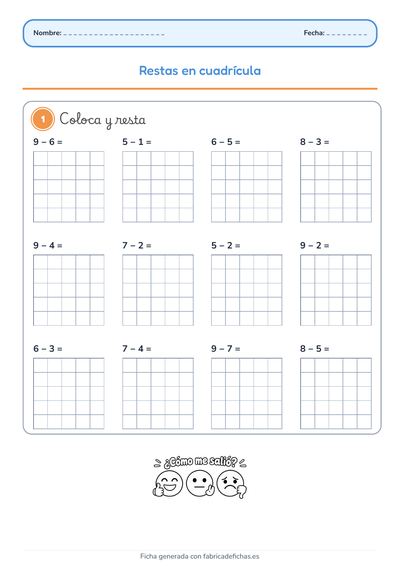 Nombre: Fecha:
Restas en cuadrícula
1 Coloca y resta
9 – 6 = 5 – 1 = 6 – 5 = 8 – 3 =
9 – 4 = 7 – 2 = 5 – 2 = 9 – 2 =
6 – 3 = 7 – 4 = 9 – 7 = 8 – 5 =
¿Cómo me salió?
Ficha generada con fabricadefichas.es